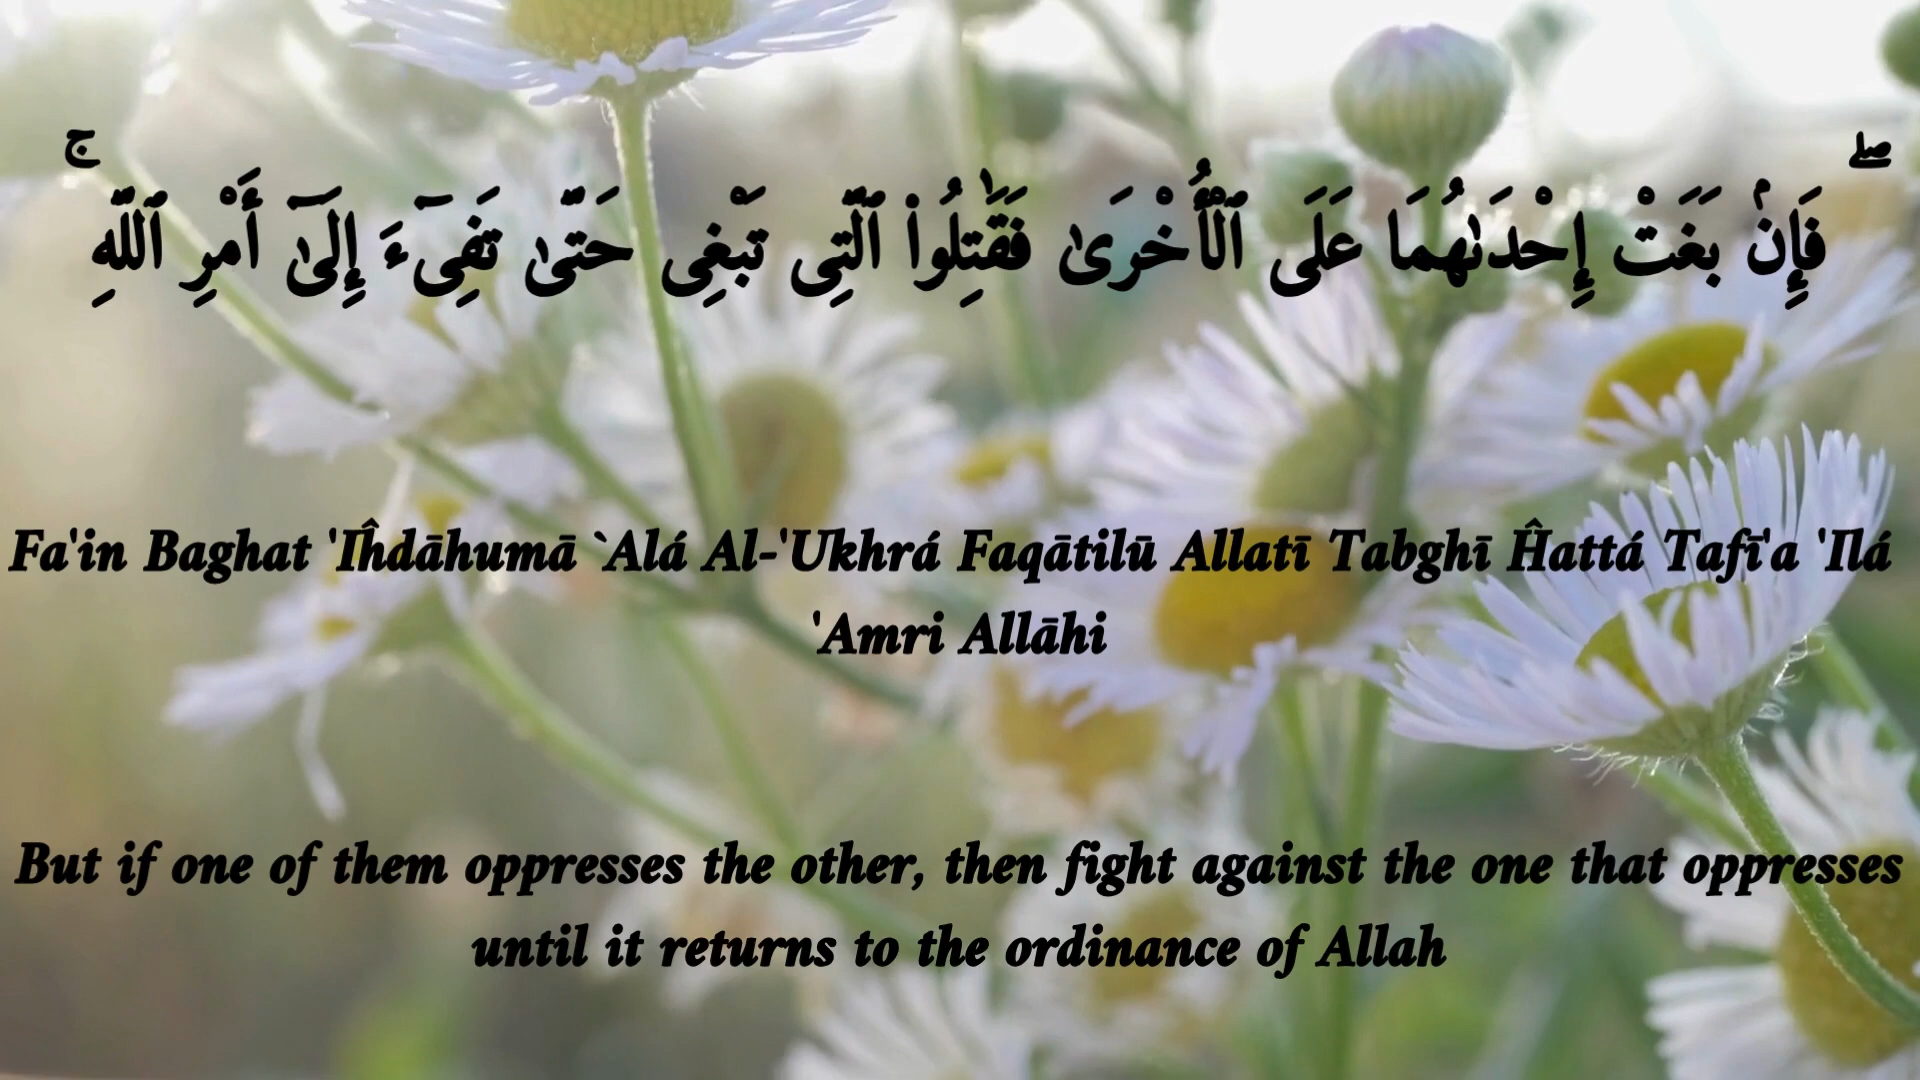 ۖ فَإِنۢ بَغَتْ إِحْدَىٰهُمَا عَلَى ٱلْأُخْرَىٰ فَقَٰتِلُوا۟ ٱلَّتِى تَبْغِى حَتَّىٰ تَفِىٓءَ إِلَىٰٓ أَمْرِ ٱللَّهِ ۚ
Fa'in Baghat 'Iĥdāhumā `Alá Al-'Ukhrá Faqātilū Allatī Tabghī Ĥattá Tafī'a 'Ilá
'Amri Allāhi
But if one of them oppresses the other, then fight against the one that oppresses
until it returns to the ordinance of Allah